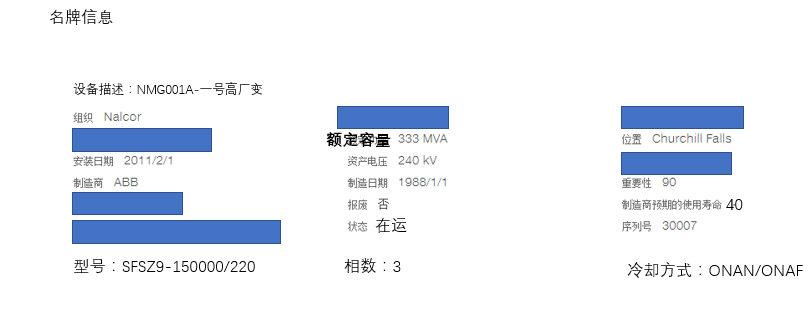 名牌信息
设备描述：NMG001A-一号高厂变
组织 Nalcor
安装日期 2011/2/1
制造商 ABB
型号：SFSZ9-150000/220
额定容量 333 MVA
资产电压 240 kV
制造日期 1988/1/1
报废 否
状态 在运
相数：3
位置 Churchill Falls
重要性 90
制造商预期的使用寿命 40
序列号 30007
冷却方式：ONAN/ONAF